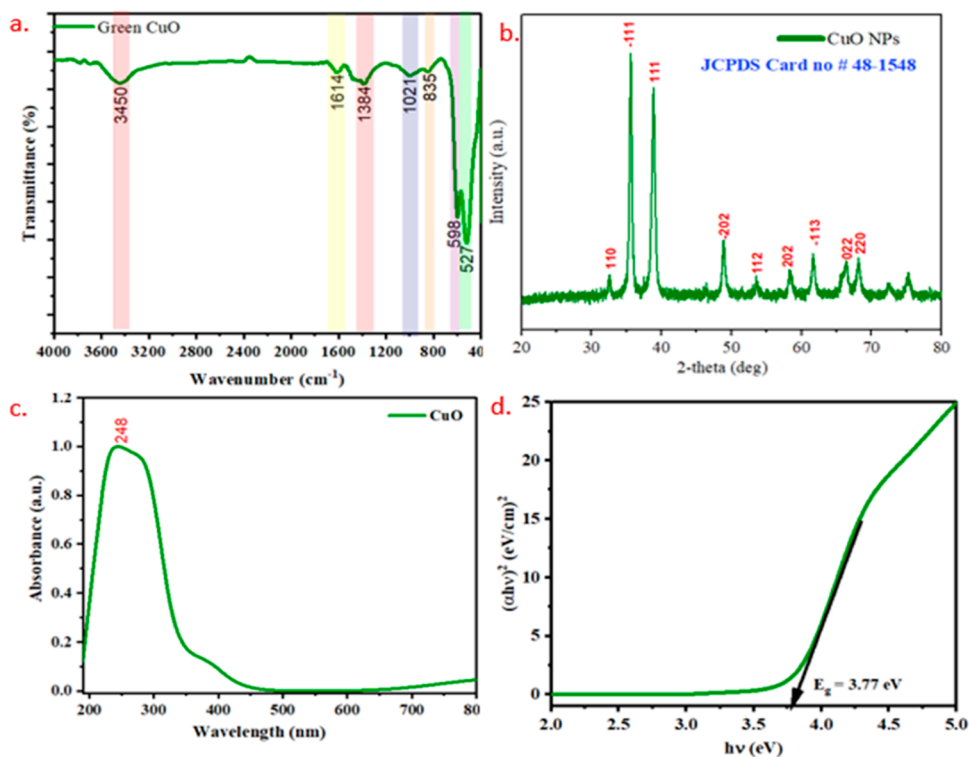 a.
Green CuO
3450
1614
1384
1021
835
598
527
Transmittance (%)
4000 3600 3200 2800 2400 2000 1600 1200 800 40
Wavenumber (cm-1)
b.
CuO NPs
JCPDS Card no # 48-1548
110
-111
111
-202
112
202
-113
022
220
Intensity (a.u.)
20 30 40 50 60 70 80
2-theta (deg)
c.
CuO
248
1.2
1.0
0.8
0.6
0.4
0.2
0.0
Absorbance (a.u.)
200 300 400 500 600 700 80
Wavelength (nm)
d.
25
20
15
10
5
0
(αhν)2 (eV/cm)2
Eg = 3.77 eV
2.0 2.5 3.0 3.5 4.0 4.5 5.0
hν (eV)